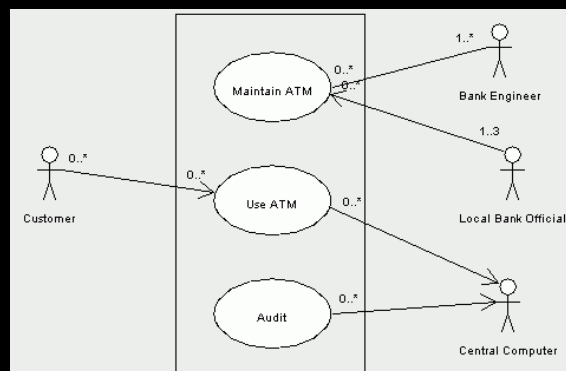 1..*
0..*
Maintain ATM
0..*
Bank Engineer
1..3
0..*
0..*
Customer
Use ATM
0..*
Local Bank Official
0..*
Audit
Central Computer